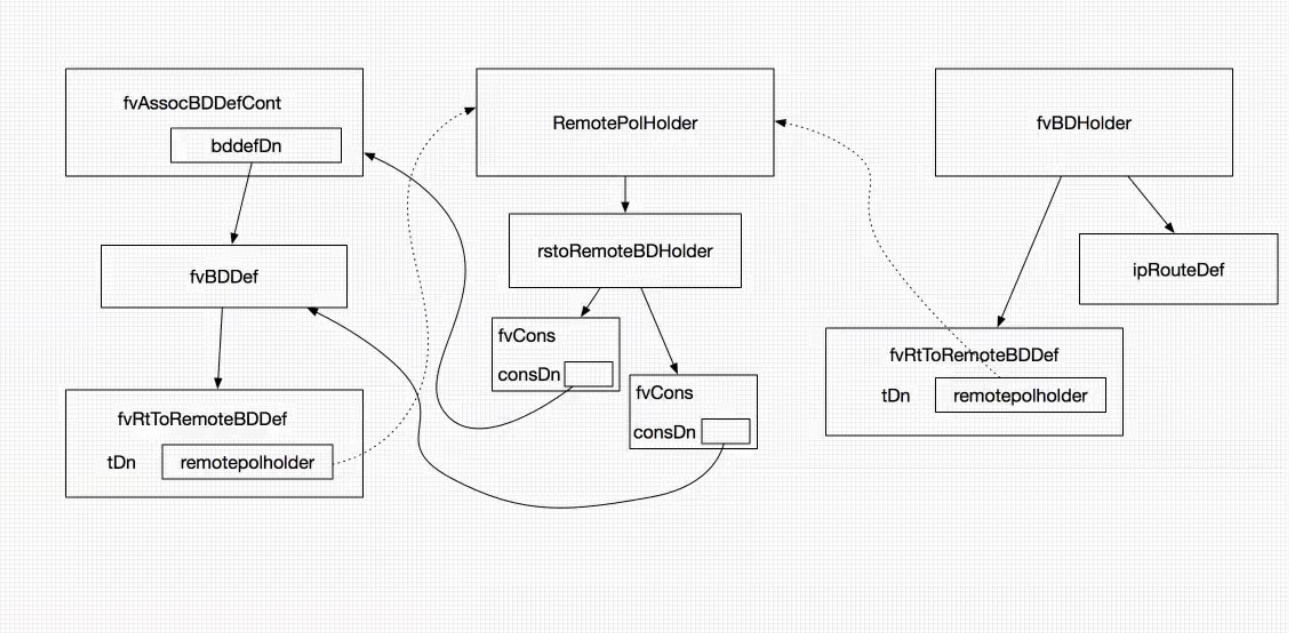 fvAssocBDDefCont
bddefDn
fvBDDef
fvRtToRemoteBDDef
tDn remotepolholder
RemotePolHolder
rstoRemoteBDHolder
fvCons
consDn
fvCons
consDn
fvBDHolder
ipRouteDef
fvRtToRemoteBDDef
tDn remotepolholder